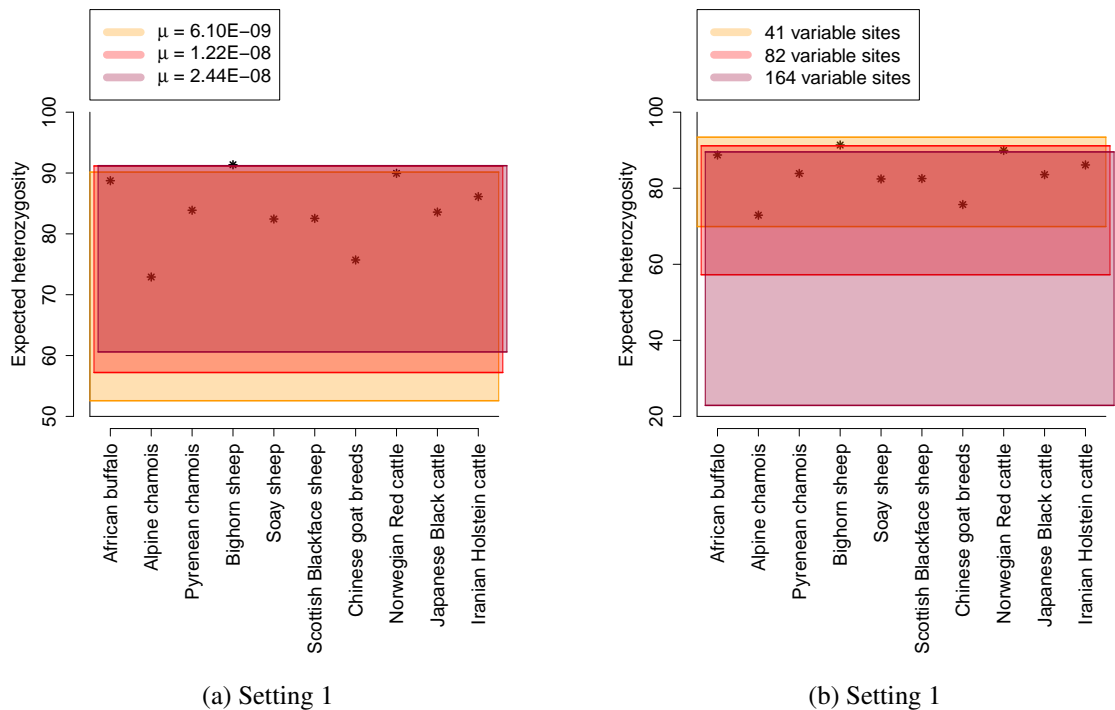 μ = 6.10E−09
μ = 1.22E−08
μ = 2.44E−08
Expected heterozygosity
100
90
80
70
60
50
African buffalo
Alpine chamois
Pyrenean chamois
Bighorn sheep
Soay sheep
Scottish Blackface sheep
Chinese goat breeds
Norwegian Red cattle
Japanese Black cattle
Iranian Holstein cattle
(a) Setting 1
41 variable sites
82 variable sites
164 variable sites
Expected heterozygosity
100
80
60
40
20
African buffalo
Alpine chamois
Pyrenean chamois
Bighorn sheep
Soay sheep
Scottish Blackface sheep
Chinese goat breeds
Norwegian Red cattle
Japanese Black cattle
Iranian Holstein cattle
(b) Setting 1